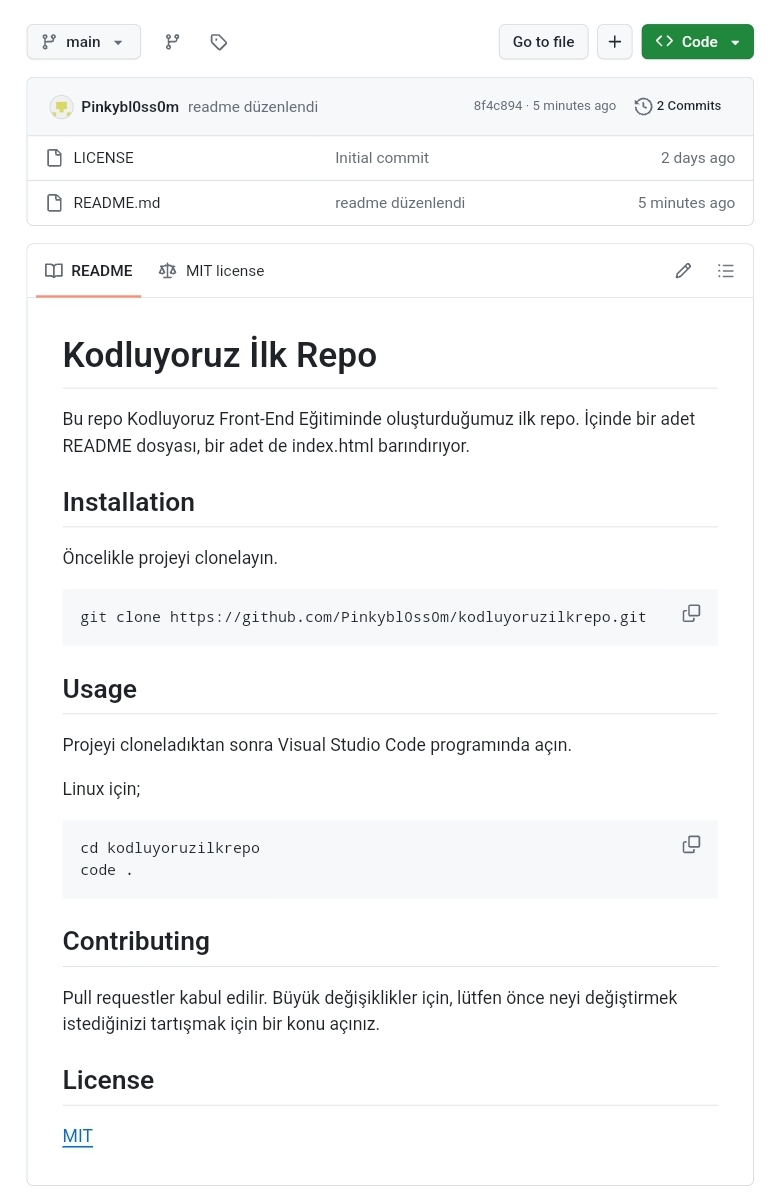 main
Go to file
Code
Pinkybl0ss0m readme düzenlendi 8f4c894 · 5 minutes ago 2 Commits
LICENSE Initial commit 2 days ago
README.md readme düzenlendi 5 minutes ago
README MIT license
Kodluyoruz İlk Repo
Bu repo Kodluyoruz Front-End Eğitiminde oluşturduğumuz ilk repo. İçinde bir adet
README dosyası, bir adet de index.html barındırıyor.
Installation
Öncelikle projeyi clonelayın.
git clone https://github.com/Pinkybl0ss0m/kodluyoruzilkrepo.git
Usage
Projeyi cloneladıktan sonra Visual Studio Code programında açın.
Linux için;
cd kodluyoruzilkrepo
code .
Contributing
Pull requestler kabul edilir. Büyük değişiklikler için, lütfen önce neyi değiştirmek
istediğinizi tartışmak için bir konu açınız.
License
MIT